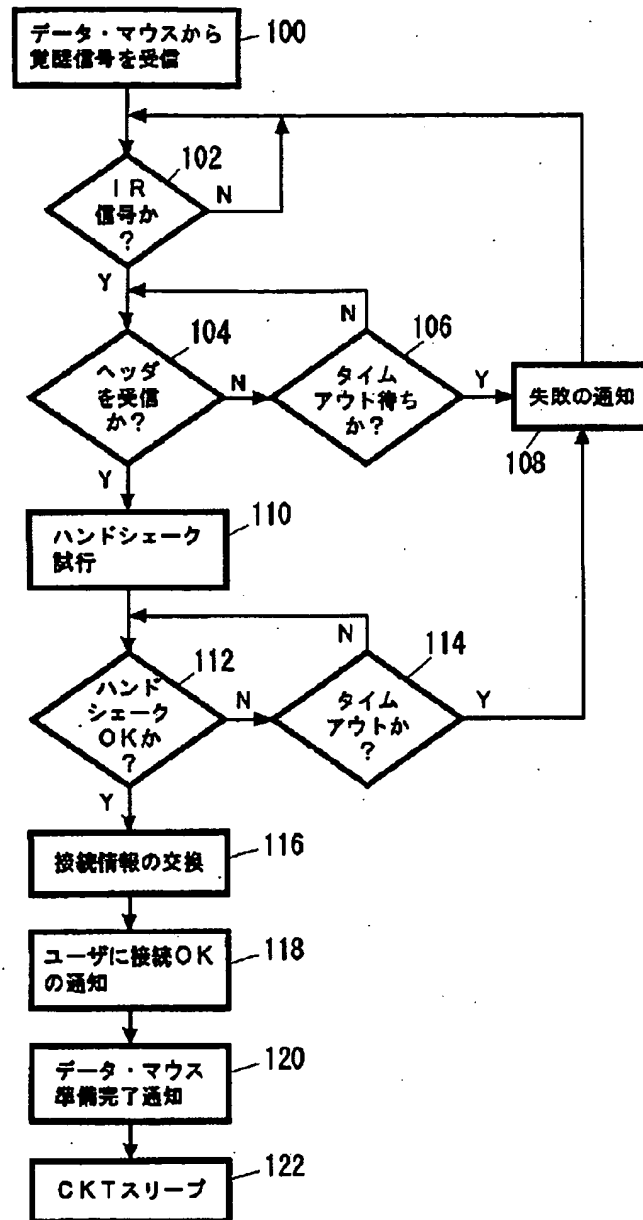 データ・マウスから
覚醒信号を受信
100
102
IR
信号か
?
N
Y
104
ヘッダ
を受信
か?
N
Y
106
タイム
アウト待ち
か?
N
Y
失敗の通知
108
110
ハンドシェーク
試行
112
ハンド
シェーク
OKか
?
N
Y
114
タイム
アウトか
?
N
Y
接続情報の交換
116
ユーザに接続OK
の通知
118
データ・マウス
準備完了通知
120
CKTスリープ
122